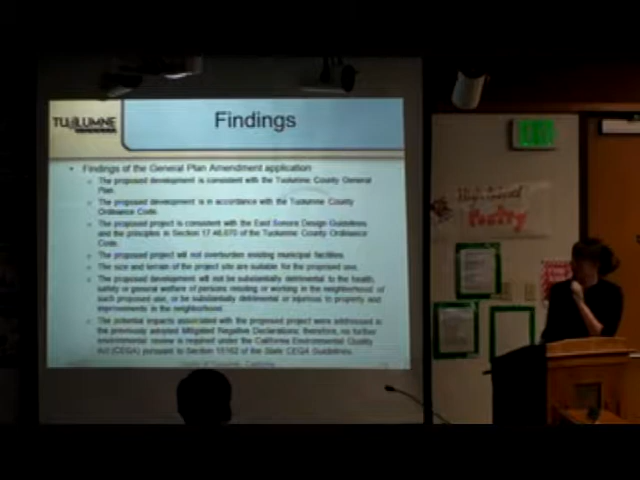 TUOLUMNE
Findings
• Findings of the General Plan Amendment application
The proposed development is consistent with the Tuolumne County General
Plan.
The proposed development is in accordance with the Tuolumne County
Ordinance Code.
The proposed project is consistent with the East Sonora Design Guidelines
and the principles in Section 17.46.070 of the Tuolumne County Ordinance
Code.
The proposed project will not overburden existing municipal facilities.
The size and terrain of the project site are suitable for the proposed use.
The proposed development will not be substantially detrimental to the health,
safety or general welfare of persons residing or working in the neighborhood of
such proposed use, or be substantially detrimental or injurious to property and
improvements in the neighborhood.
The potential impacts associated with the proposed project were addressed in
the previously adopted Mitigated Negative Declarations; therefore, no further
environmental review is required under the California Environmental Quality
Act (CEQA) pursuant to Section 15162 of the State CEQA Guidelines.
Poetry